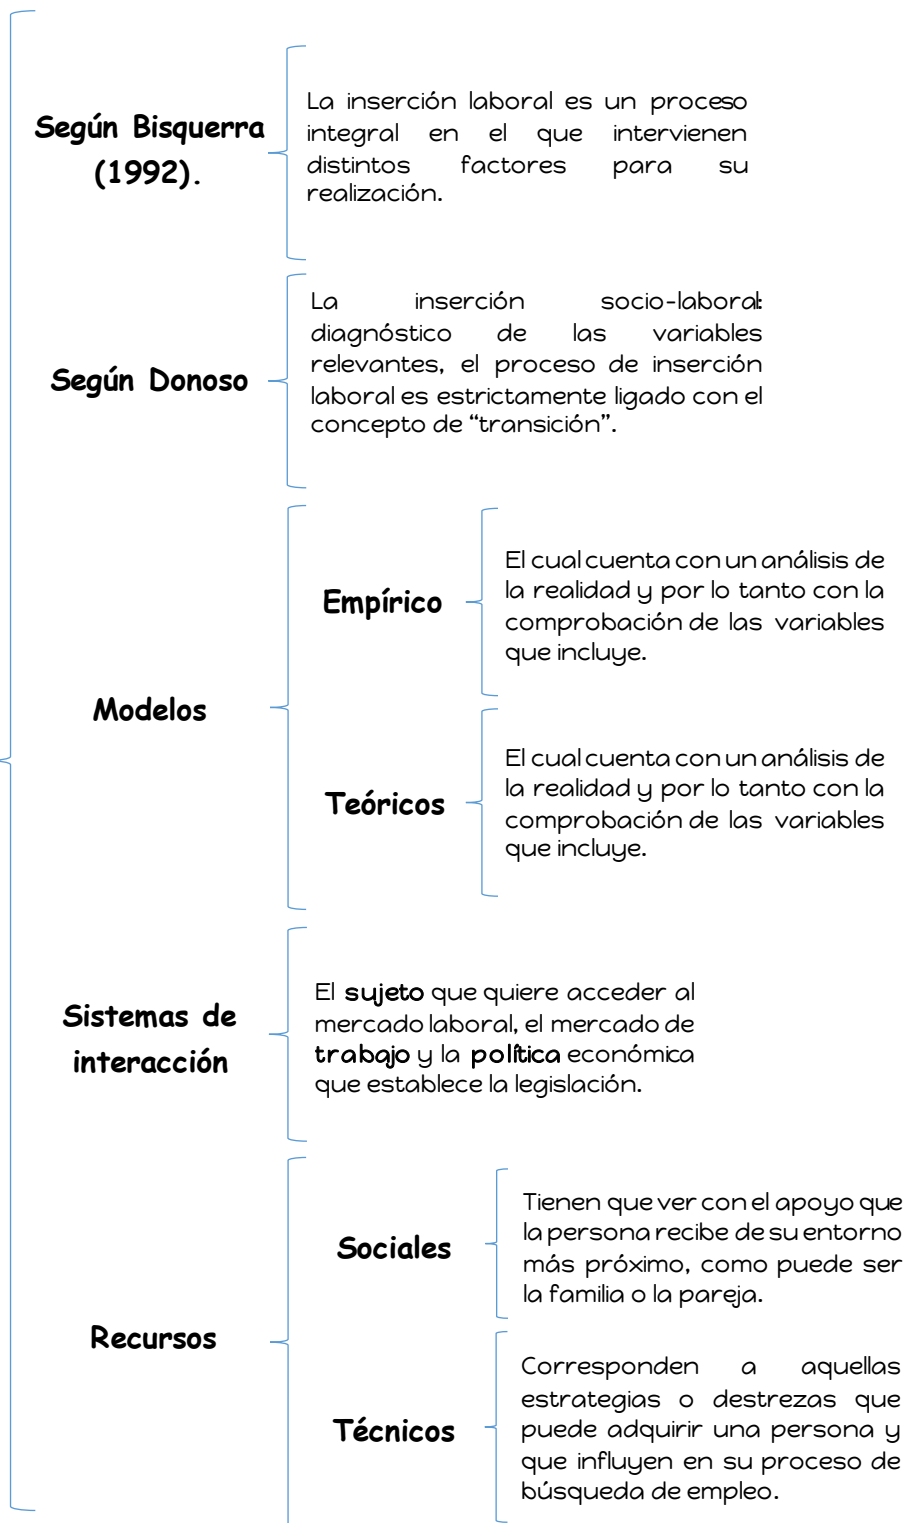 Según Bisquerra
(1992).
La inserción laboral es un proceso
integral en el que intervienen
distintos factores para su
realización.
Según Donoso
La inserción socio-laboral:
diagnóstico de las variables
relevantes, el proceso de inserción
laboral es estrictamente ligado con el
concepto de “transición”.
Modelos
Empírico
El cual cuenta con un análisis de
la realidad y por lo tanto con la
comprobación de las variables
que incluye.
Teóricos
El cual cuenta con un análisis de
la realidad y por lo tanto con la
comprobación de las variables
que incluye.
Sistemas de
interacción
El sujeto que quiere acceder al
mercado laboral, el mercado de
trabajo y la política económica
que establece la legislación.
Recursos
Sociales
Tienen que ver con el apoyo que
la persona recibe de su entorno
más próximo, como puede ser
la familia o la pareja.
Técnicos
Corresponden a aquellas
estrategias o destrezas que
puede adquirir una persona y
que influyen en su proceso de
búsqueda de empleo.